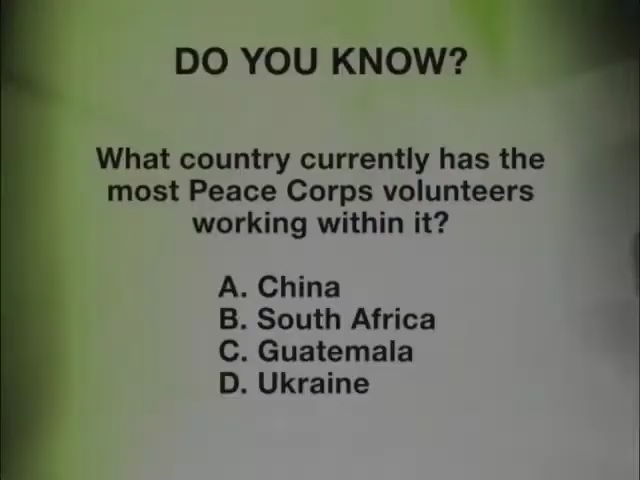 DO YOU KNOW?
What country currently has the
most Peace Corps volunteers
working within it?
A. China
B. South Africa
C. Guatemala
D. Ukraine